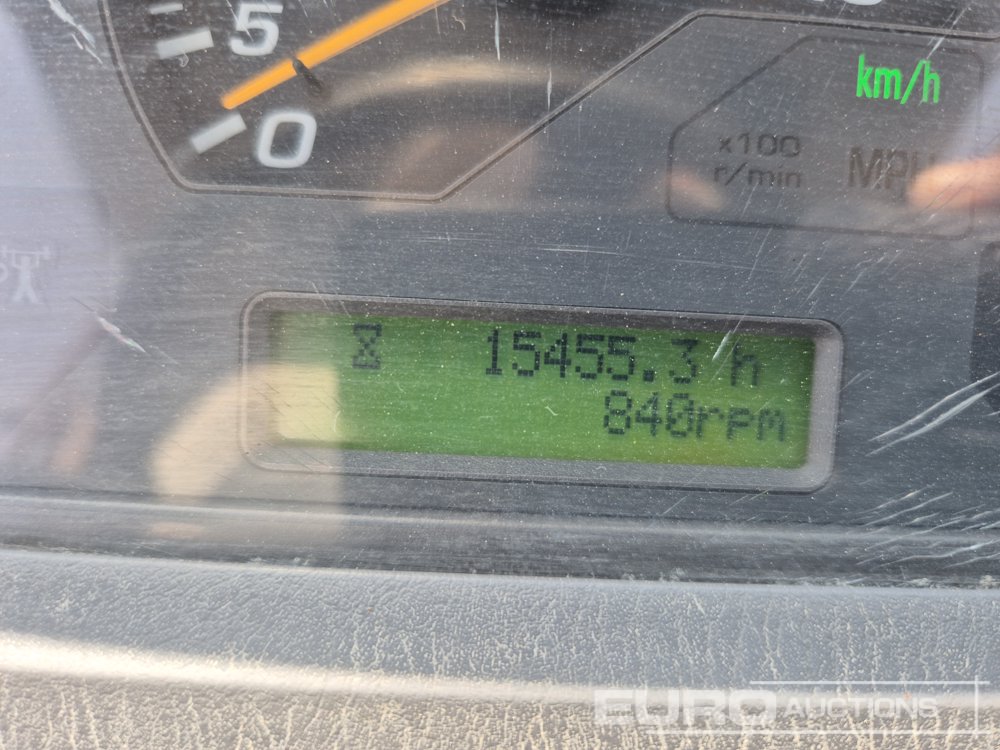 5
0
km/h
x100
r/min
MPH
15455.3 h
840rpm
EURO AUCTIONS